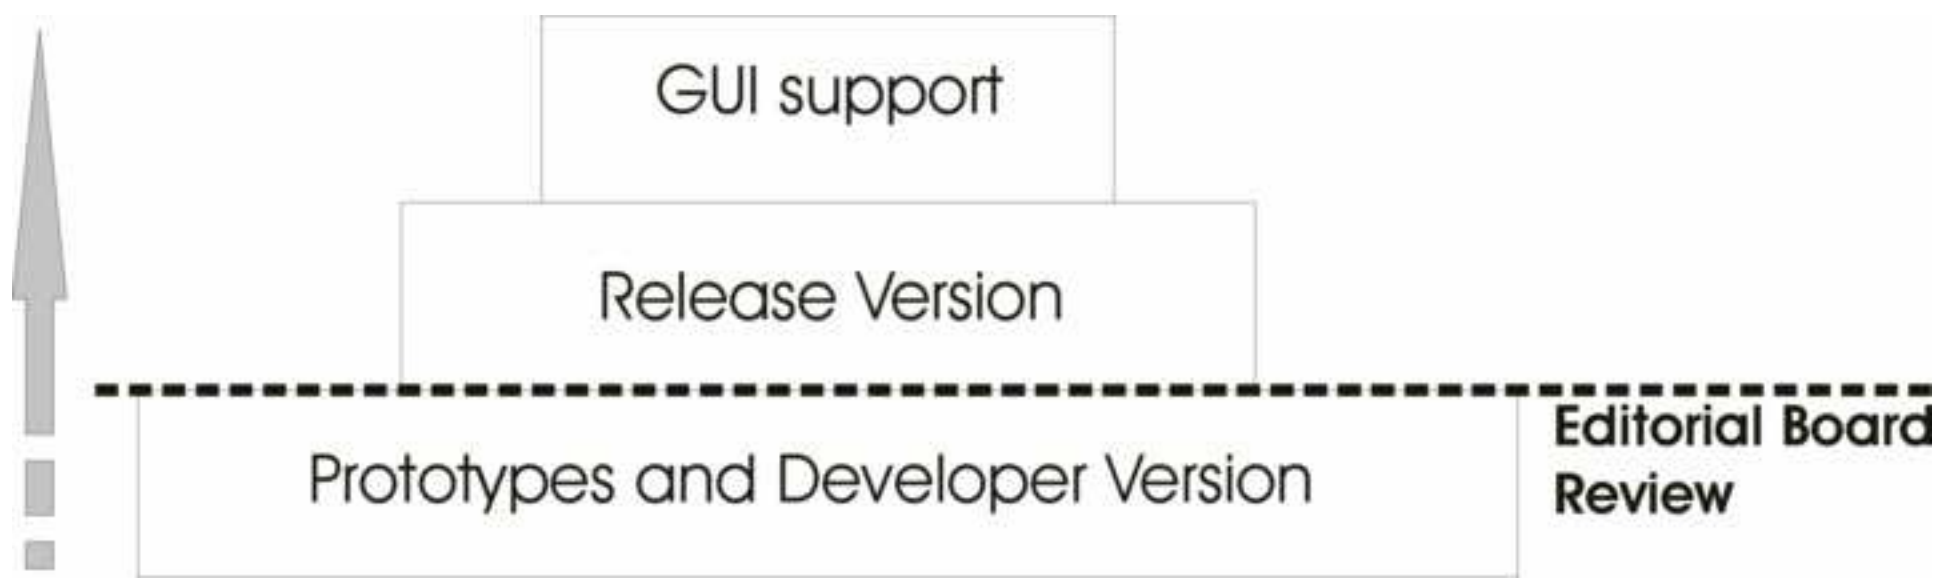 GUI support
Release Version
Prototypes and Developer Version
Editorial Board
Review